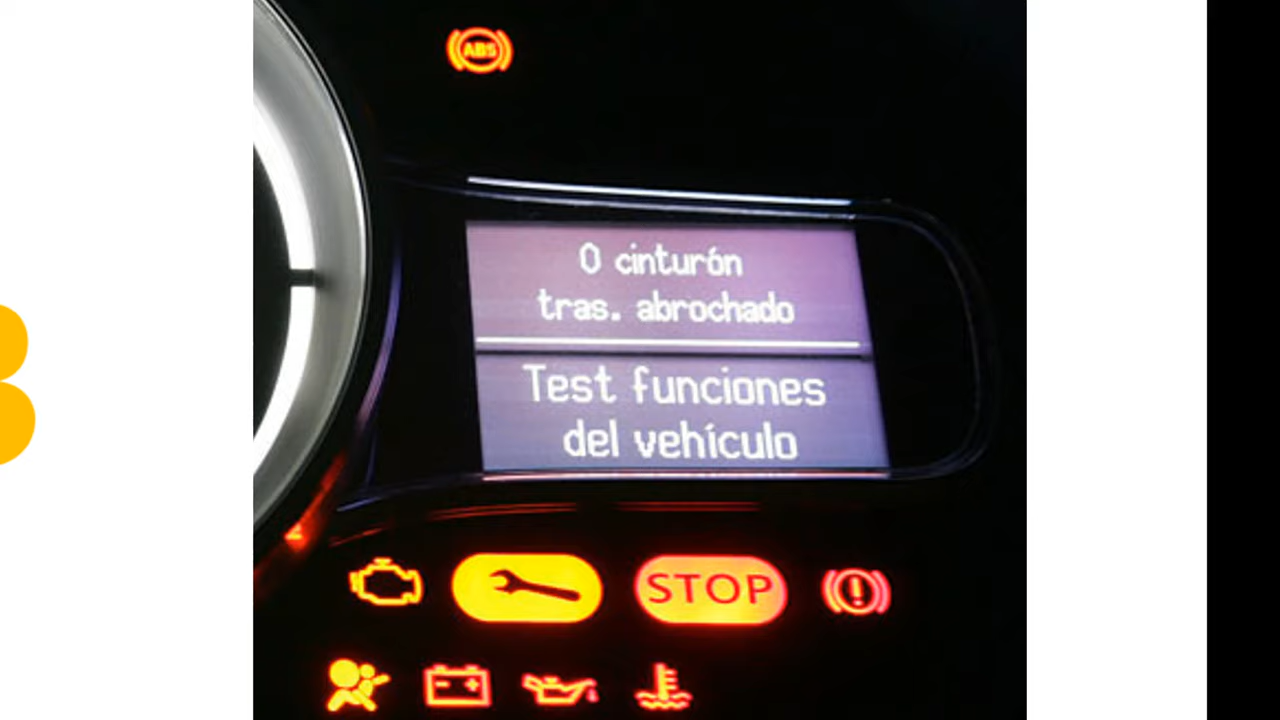 ABS
0 cinturón
tras. abrochado
Test funciones
del vehículo
STOP